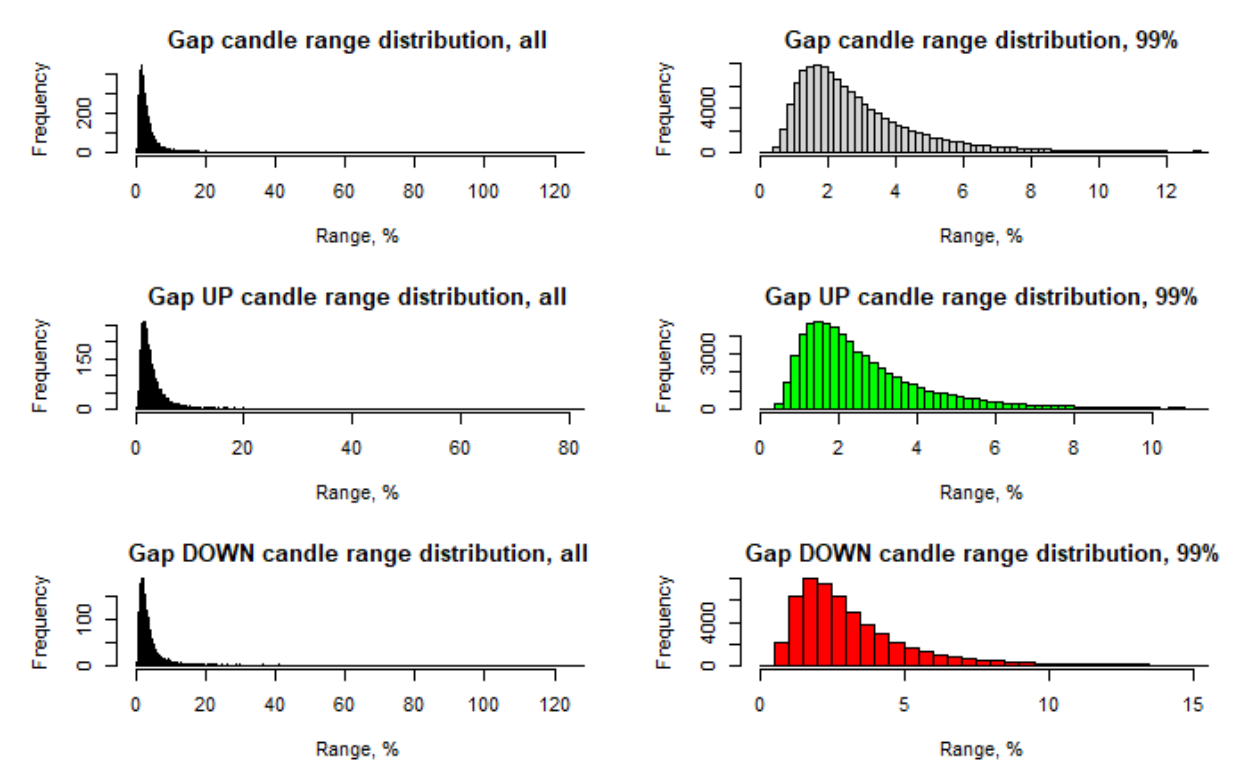 Gap candle range distribution, all
Frequency
200
0
0 20 40 60 80 100 120
Range, %
Gap candle range distribution, 99%
Frequency
4000
0
0 2 4 6 8 10 12
Range, %
Gap UP candle range distribution, all
Frequency
150
0
0 20 40 60 80
Range, %
Gap UP candle range distribution, 99%
Frequency
3000
0
0 2 4 6 8 10
Range, %
Gap DOWN candle range distribution, all
Frequency
100
0
0 20 40 60 80 100 120
Range, %
Gap DOWN candle range distribution, 99%
Frequency
4000
0
0 5 10 15
Range, %